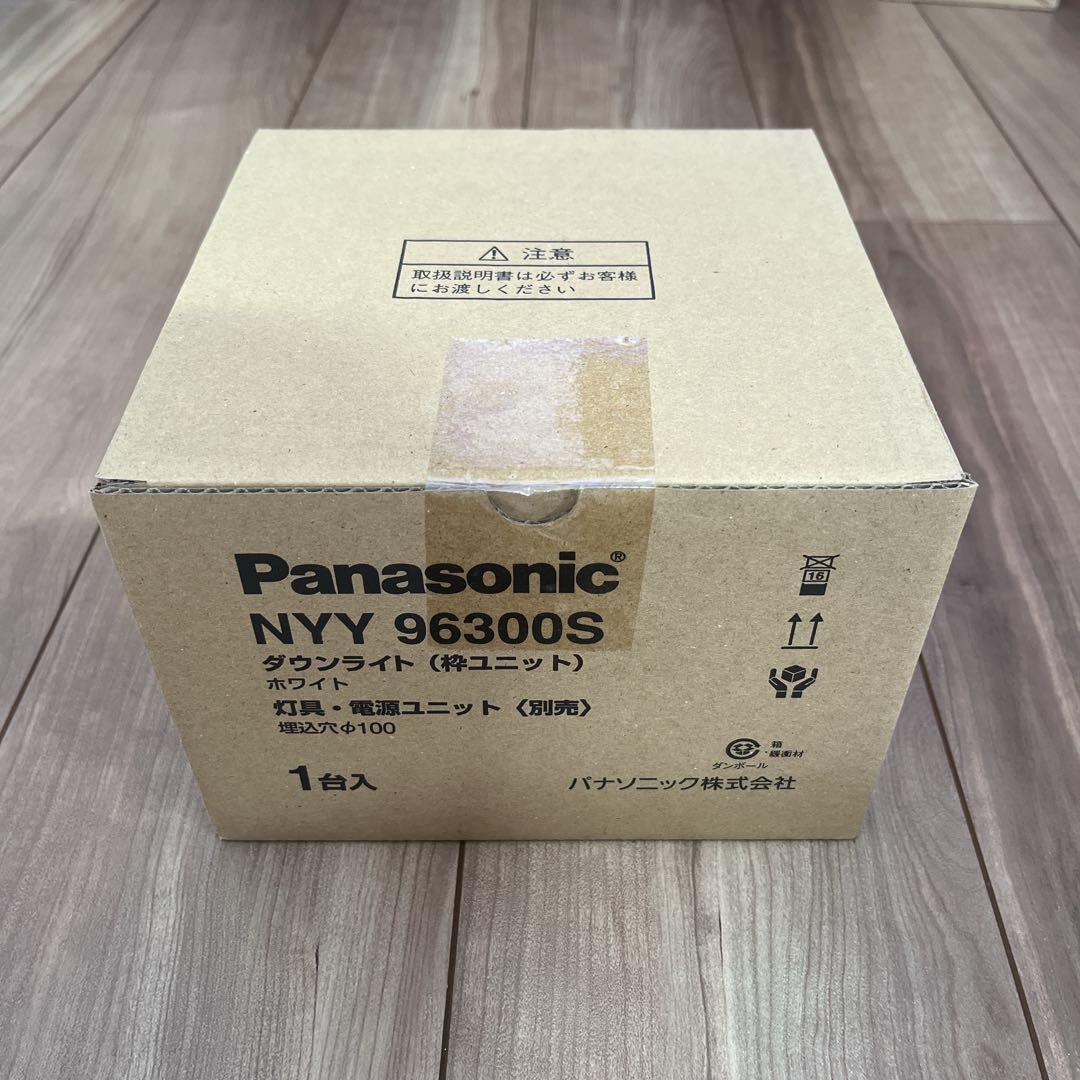 ⚠ 注意
取扱説明書は必ずお客様
にお渡しください
Panasonic®
NYY 96300S
ダウンライト（枠ユニット）
ホワイト
灯具・電源ユニット〈別売〉
埋込穴φ100
1台入
16
箱
・緩衝材
ダンボール
パナソニック株式会社